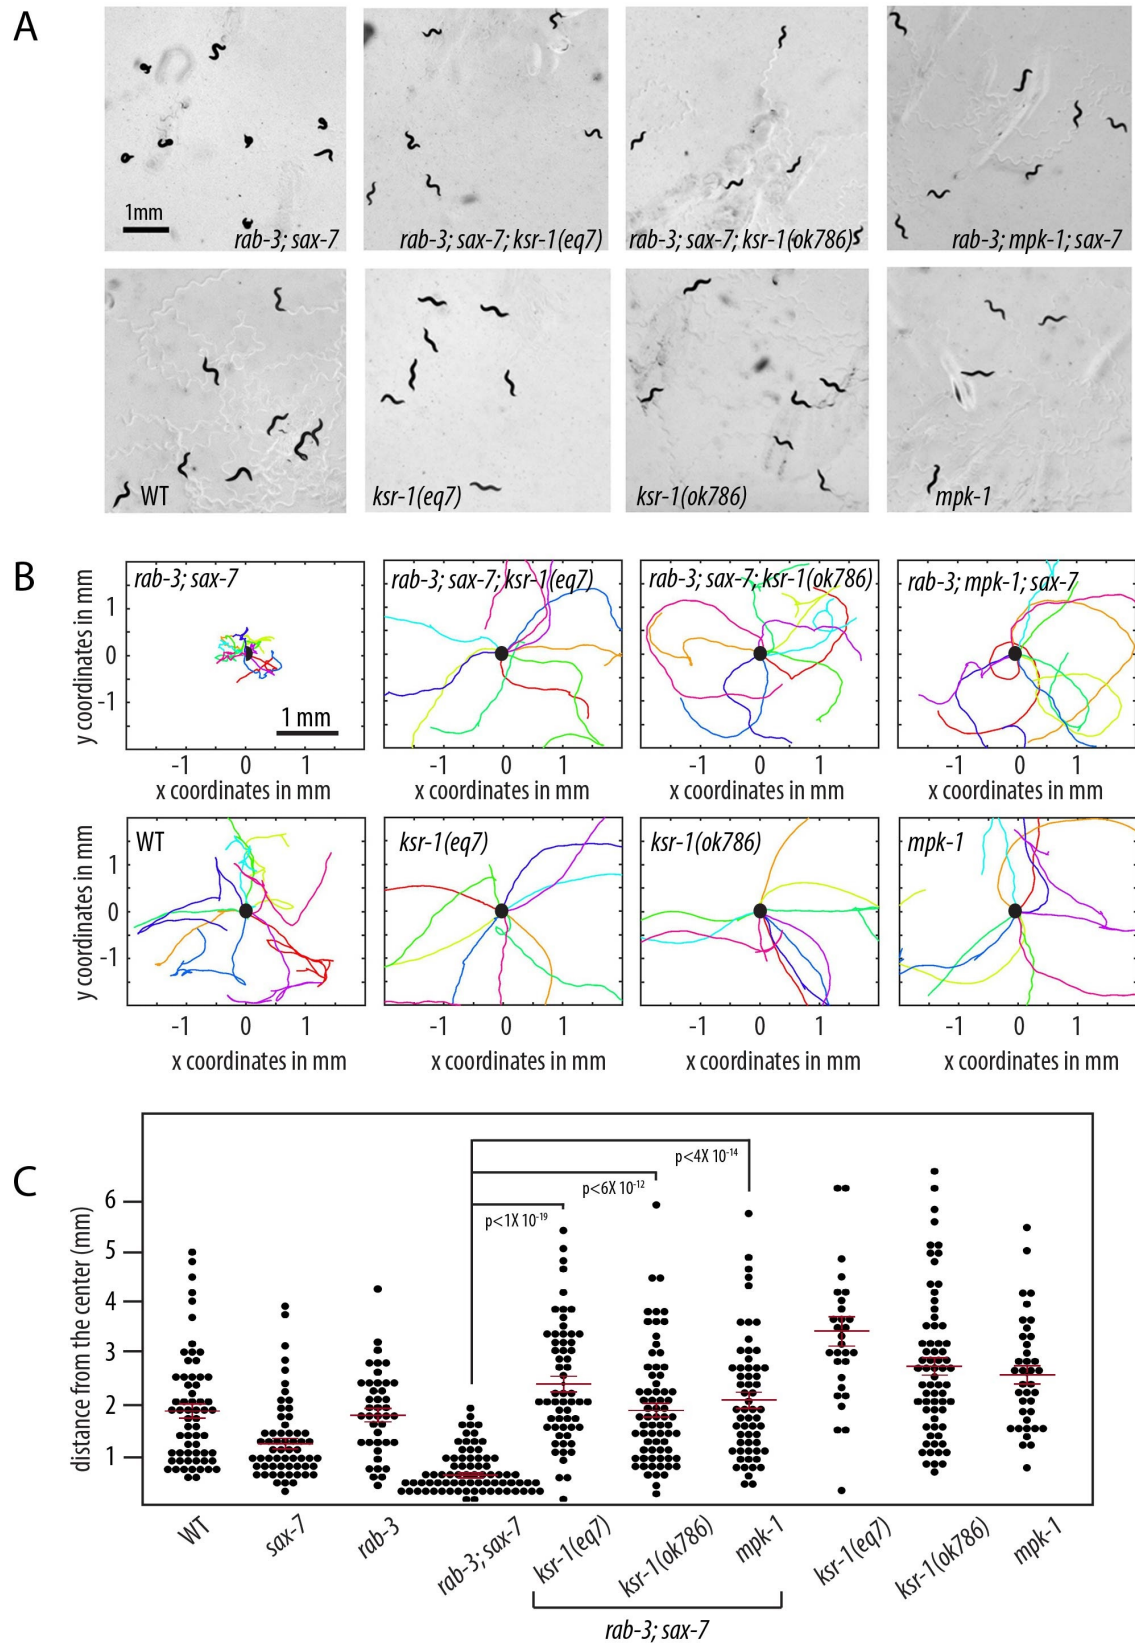 A
1mm
rab-3; sax-7
rab-3; sax-7; ksr-1(eq7)
rab-3; sax-7; ksr-1(ok786)
rab-3; mpk-1; sax-7
WT
ksr-1(eq7)
ksr-1(ok786)
mpk-1
B
rab-3; sax-7
rab-3; sax-7; ksr-1(eq7)
rab-3; sax-7; ksr-1(ok786)
rab-3; mpk-1; sax-7
y coordinates in mm
1
0
-1
1 mm
-1 0 1
-1 0 1
-1 0 1
-1 0 1
x coordinates in mm
x coordinates in mm
x coordinates in mm
x coordinates in mm
WT
ksr-1(eq7)
ksr-1(ok786)
mpk-1
y coordinates in mm
1
0
-1
-1 0 1
-1 0 1
-1 0 1
-1 0 1
x coordinates in mm
x coordinates in mm
x coordinates in mm
x coordinates in mm
C
p<4X 10-14
p<6X 10-12
p<1X 10-19
distance from the center (mm)
6
5
4
3
2
1
WT
sax-7
rab-3
rab-3; sax-7
ksr-1(eq7)
ksr-1(ok786)
mpk-1
ksr-1(eq7)
ksr-1(ok786)
mpk-1
rab-3; sax-7